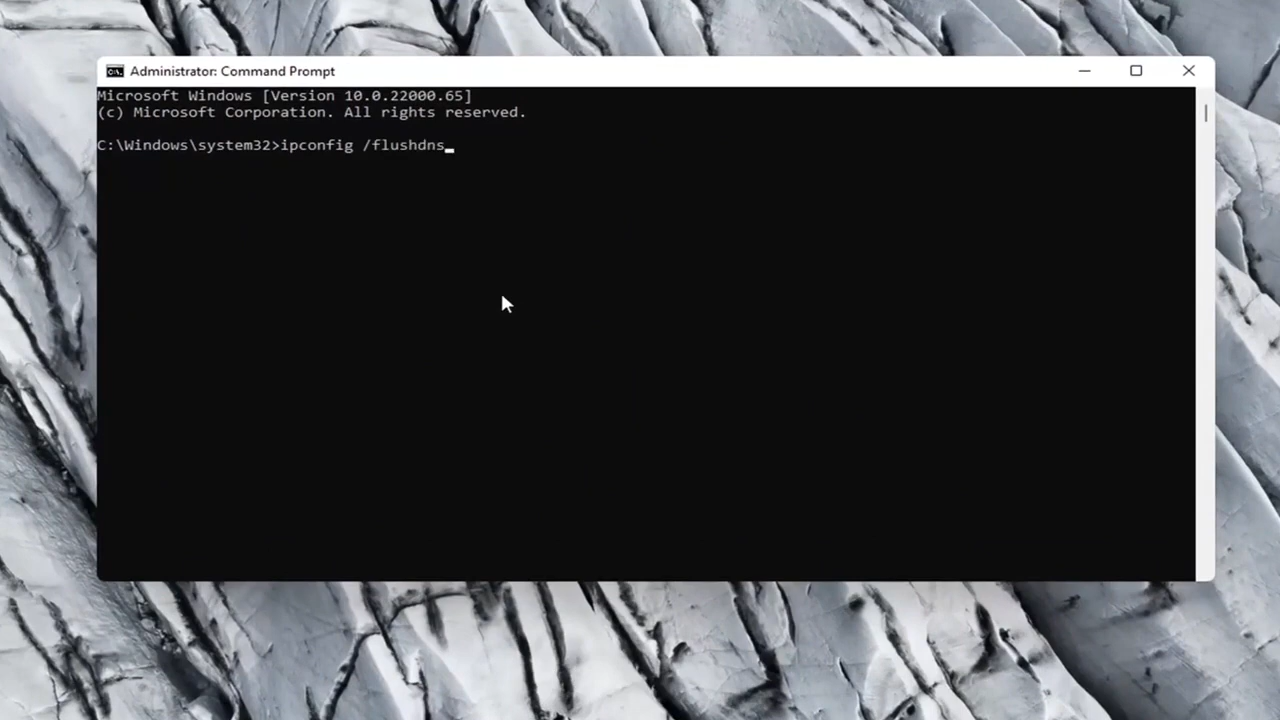 Administrator: Command Prompt
Microsoft Windows [Version 10.0.22000.65]
(c) Microsoft Corporation. All rights reserved.
C:\Windows\system32>ipconfig /flushdns